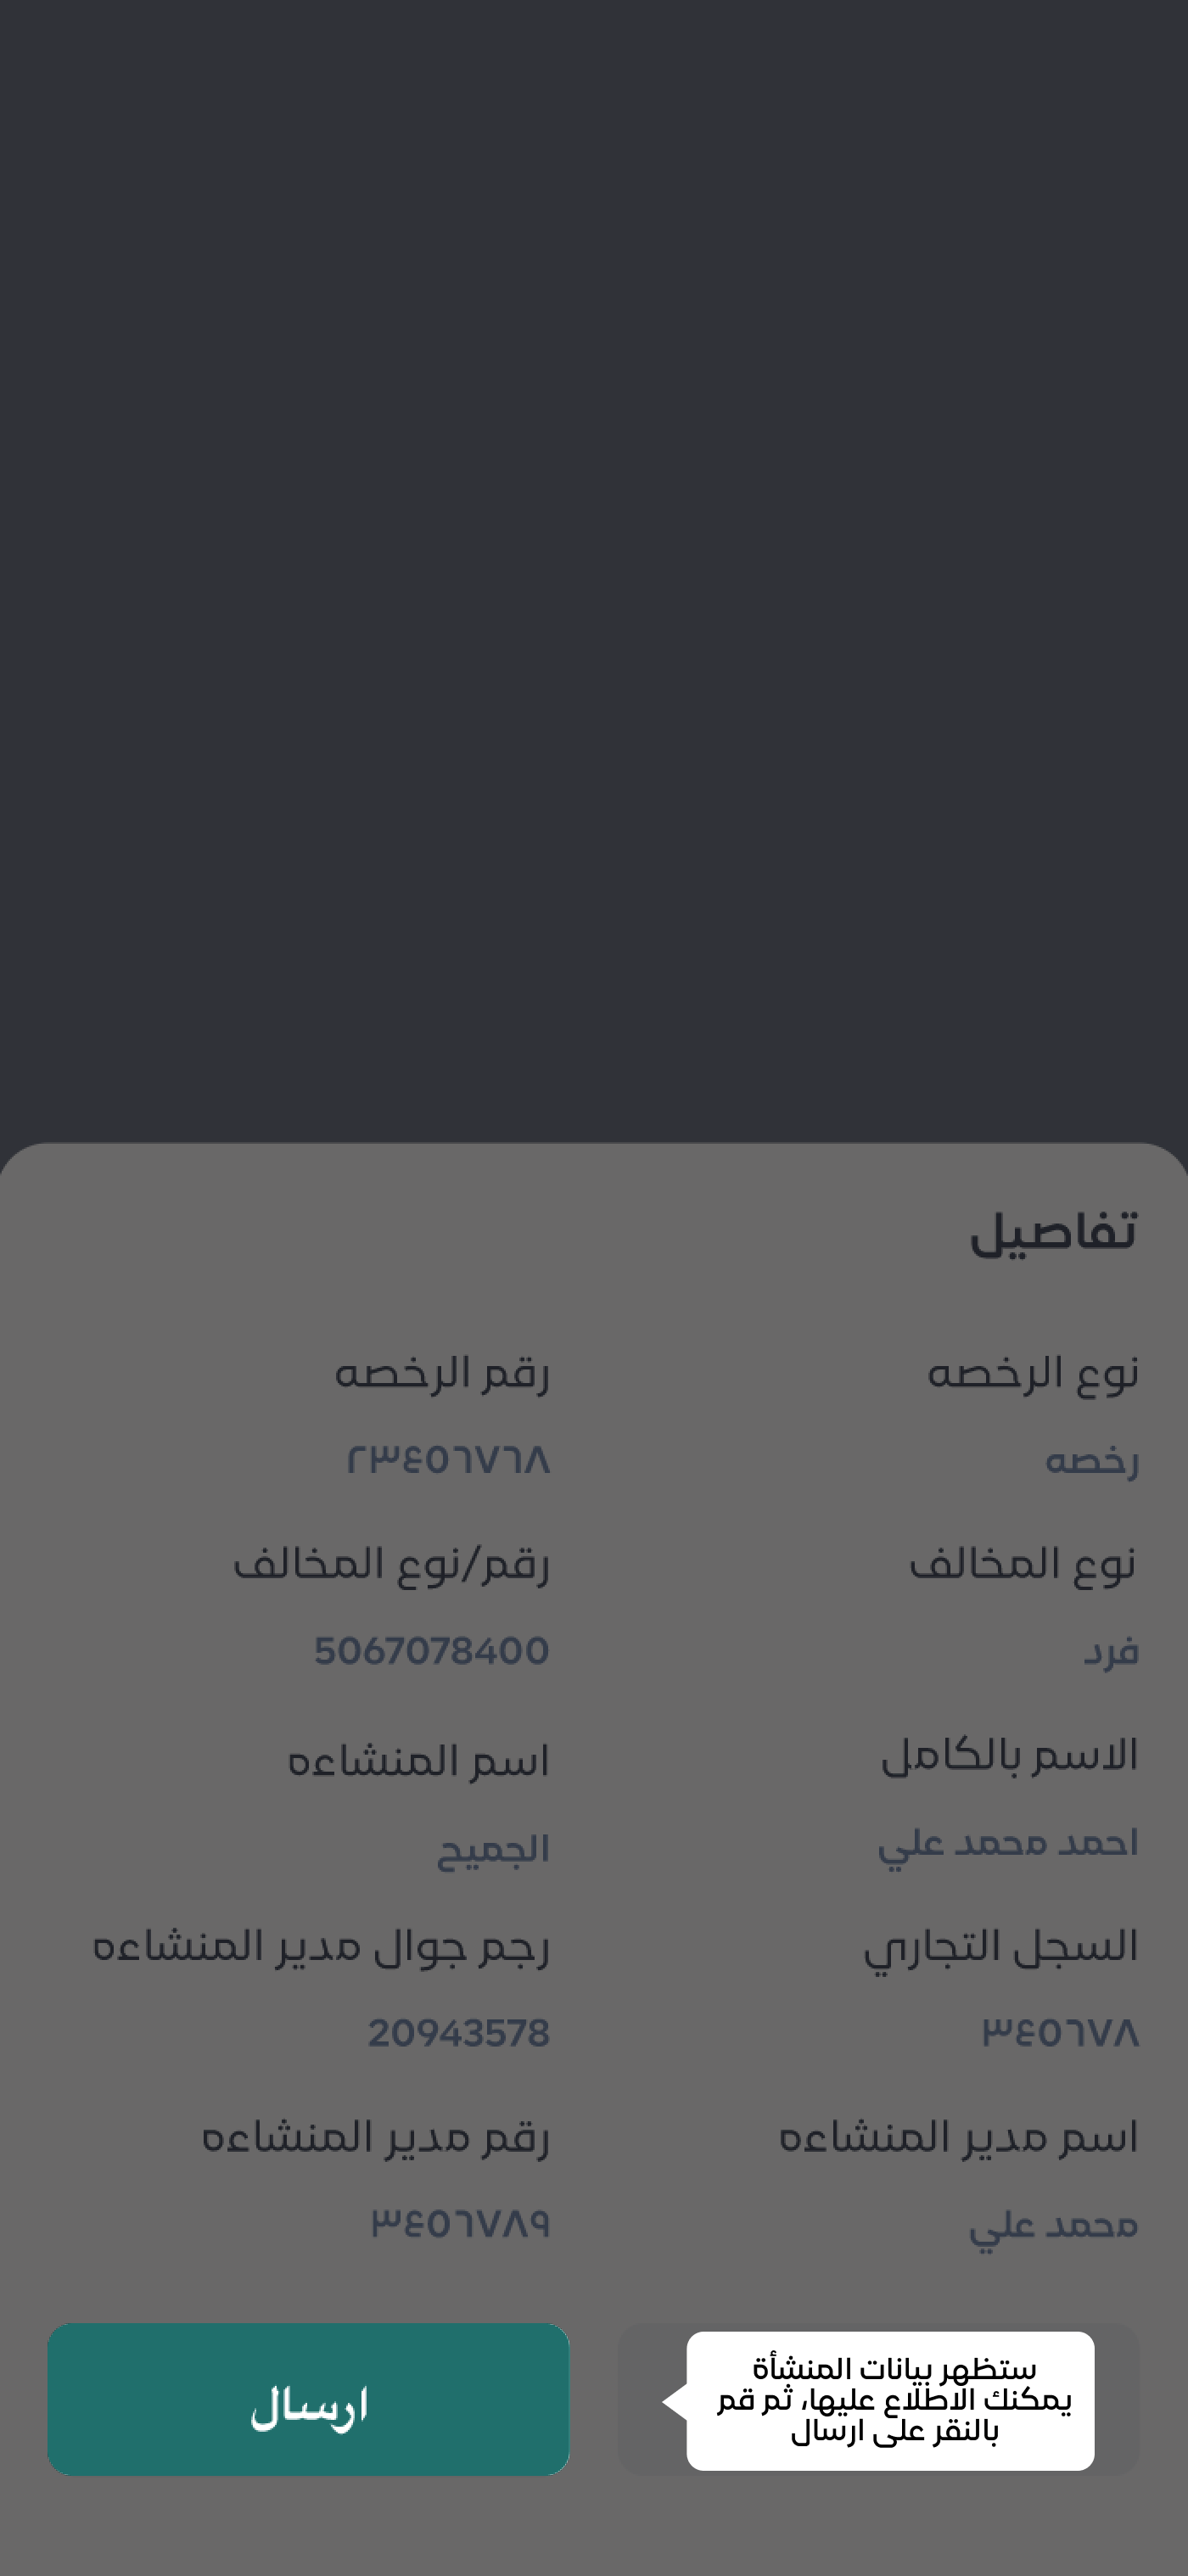 تفاصيل
نوع الرخصه
رقم الرخصه
رخصه
٢٣٤٥٦٧٦٨
نوع المخالف
رقم/نوع المخالف
فرد
5067078400
الاسم بالكامل
اسم المنشاءه
احمد محمد علي
الجميح
السجل التجاري
رجم جوال مدير المنشاءه
٣٤٥٦٧٨
20943578
اسم مدير المنشاءه
رقم مدير المنشاءه
محمد علي
٣٤٥٦٧٨٩
ستظهر بيانات المنشأة
يمكنك الاطلاع عليها، ثم قم
بالنقر على ارسال
ارسال